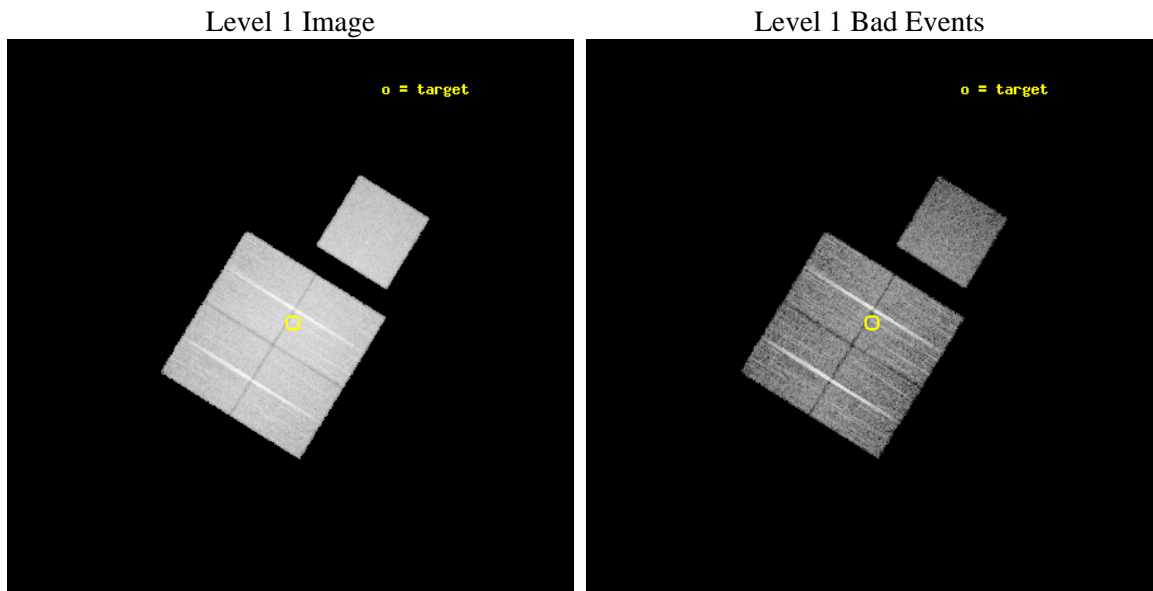 Level 1 Image
Level 1 Bad Events
o = target
o = target